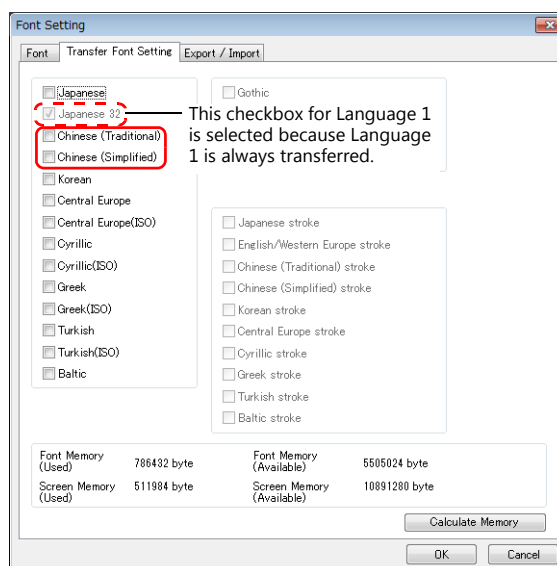 Font Setting
Font Transfer Font Setting Export / Import
Japanese
Gothic
Japanese 32
This checkbox for Language 1
is selected because Language
1 is always transferred.
Chinese (Traditional)
Chinese (Simplified)
Korean
Central Europe
Central Europe(ISO)
Cyrillic
Cyrillic(ISO)
Greek
Greek(ISO)
Turkish
Turkish(ISO)
Baltic
Japanese stroke
English/Western Europe stroke
Chinese (Traditional) stroke
Chinese (Simplified) stroke
Korean stroke
Central Europe stroke
Cyrillic stroke
Greek stroke
Turkish stroke
Baltic stroke
Font Memory
(Used)
786432 byte
Font Memory
(Available)
5505024 byte
Screen Memory
(Used)
511984 byte
Screen Memory
(Available)
10891280 byte
Calculate Memory
OK Cancel